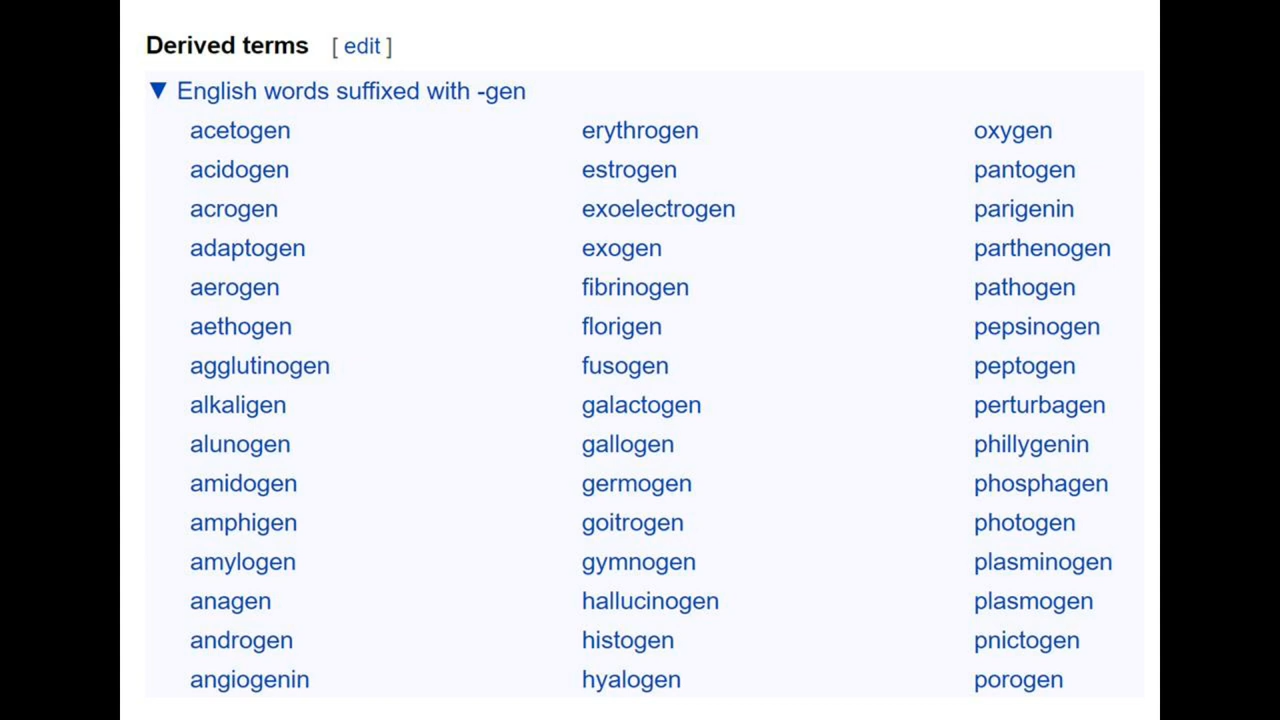 Derived terms [ edit ]
▼ English words suffixed with -gen
acetogen
acidogen
acrogen
adaptogen
aerogen
aethogen
agglutinogen
alkaligen
alunogen
amidogen
amphigen
amylogen
anagen
androgen
angiogenin
erythrogen
estrogen
exoelectrogen
exogen
fibrinogen
florigen
fusogen
galactogen
gallogen
germogen
goitrogen
gymnogen
hallucinogen
histogen
hyalogen
oxygen
pantogen
parigenin
parthenogen
pathogen
pepsinogen
peptogen
perturbagen
phillygenin
phosphagen
photogen
plasminogen
plasmogen
pnictogen
porogen